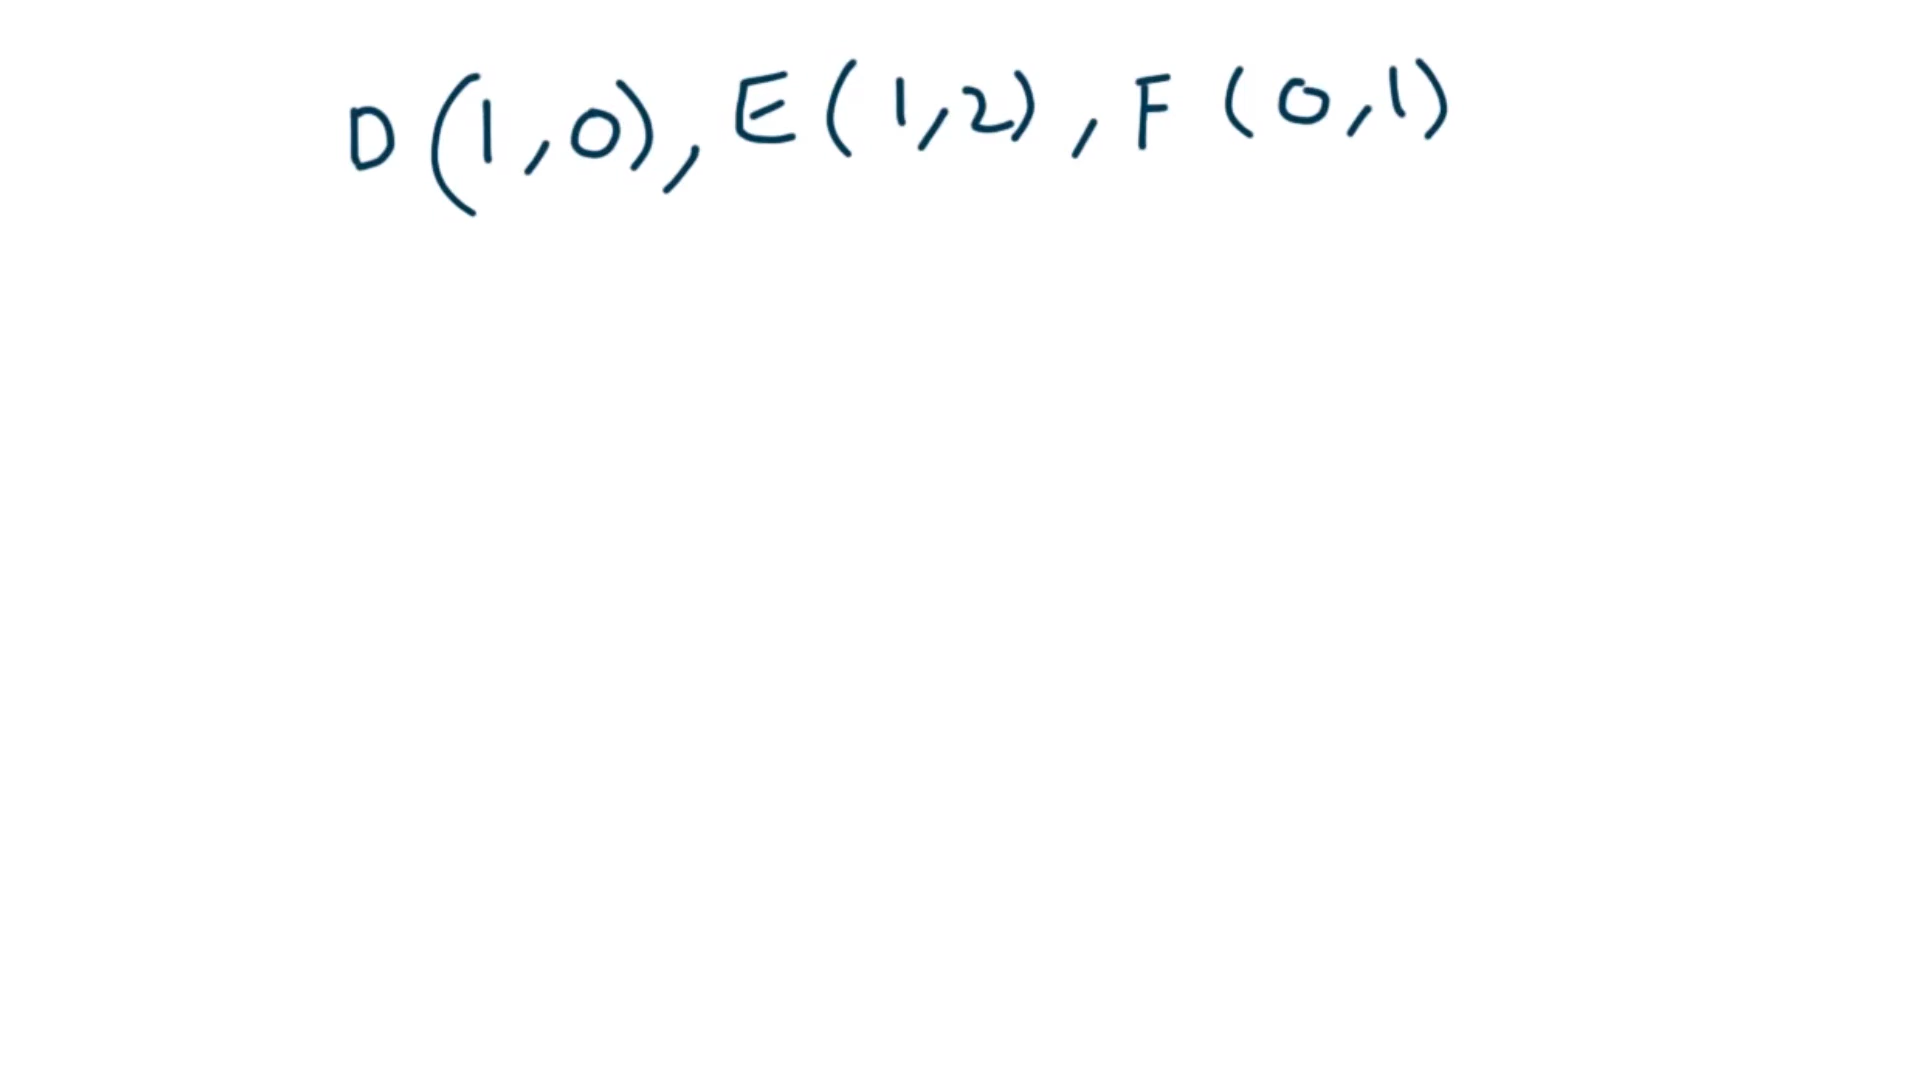 D(1,0), E(1,2), F(0,1)